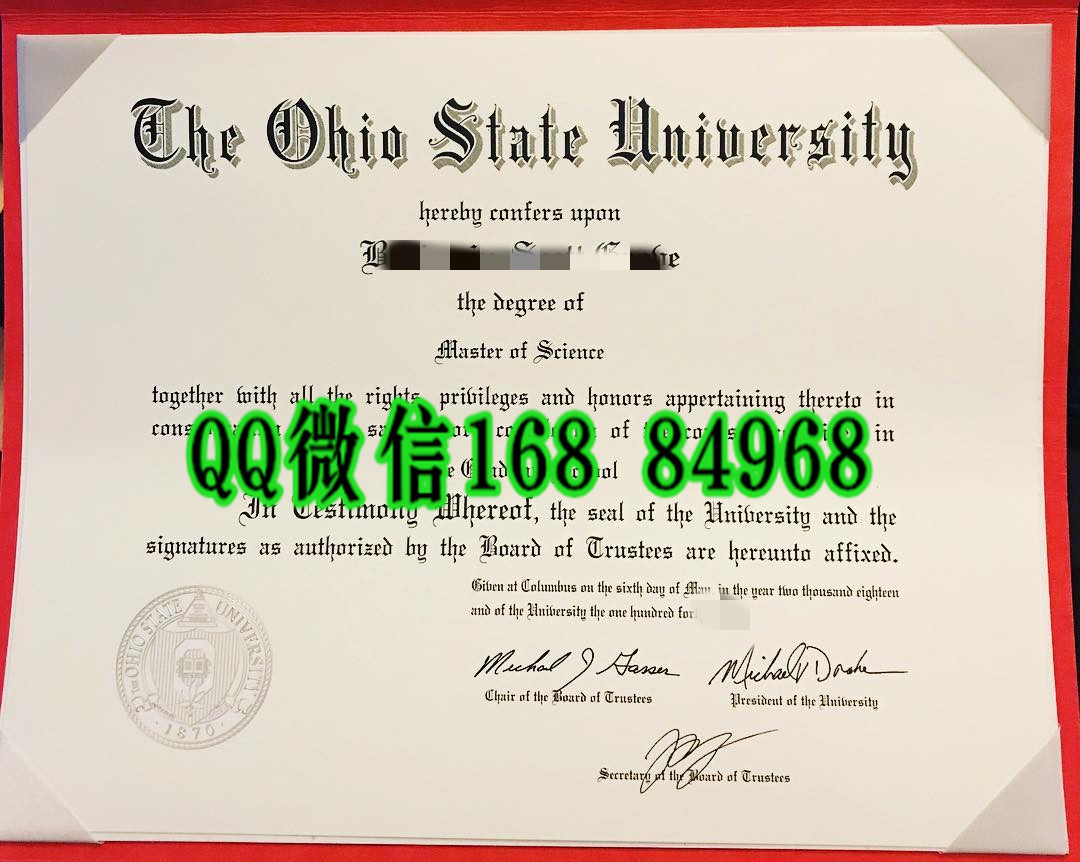 The Ohio State University
hereby confers upon
the degree of
Master of Science
together with all the rights, privileges and honors appertaining thereto in
of in
QQ微信168 84968
In Testimony Whereof, the seal of the University and the
signatures as authorized by the Board of Trustees are hereunto affixed.
Given at Columbus on the sixth day of May, in the year two thousand eighteen
and of the University the one hundred
THE OHIO STATE UNIVERSITY
1870
Chair of the Board of Trustees
President of the University
Secretary of the Board of Trustees